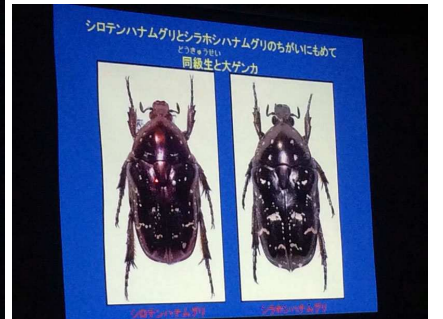 シロテンハナムグリとシラホシハナムグリのちがいにもめて
どうきゅうせい
同級生と大ゲンカ
シロテンハナムグリ
シラホシハナムグリ